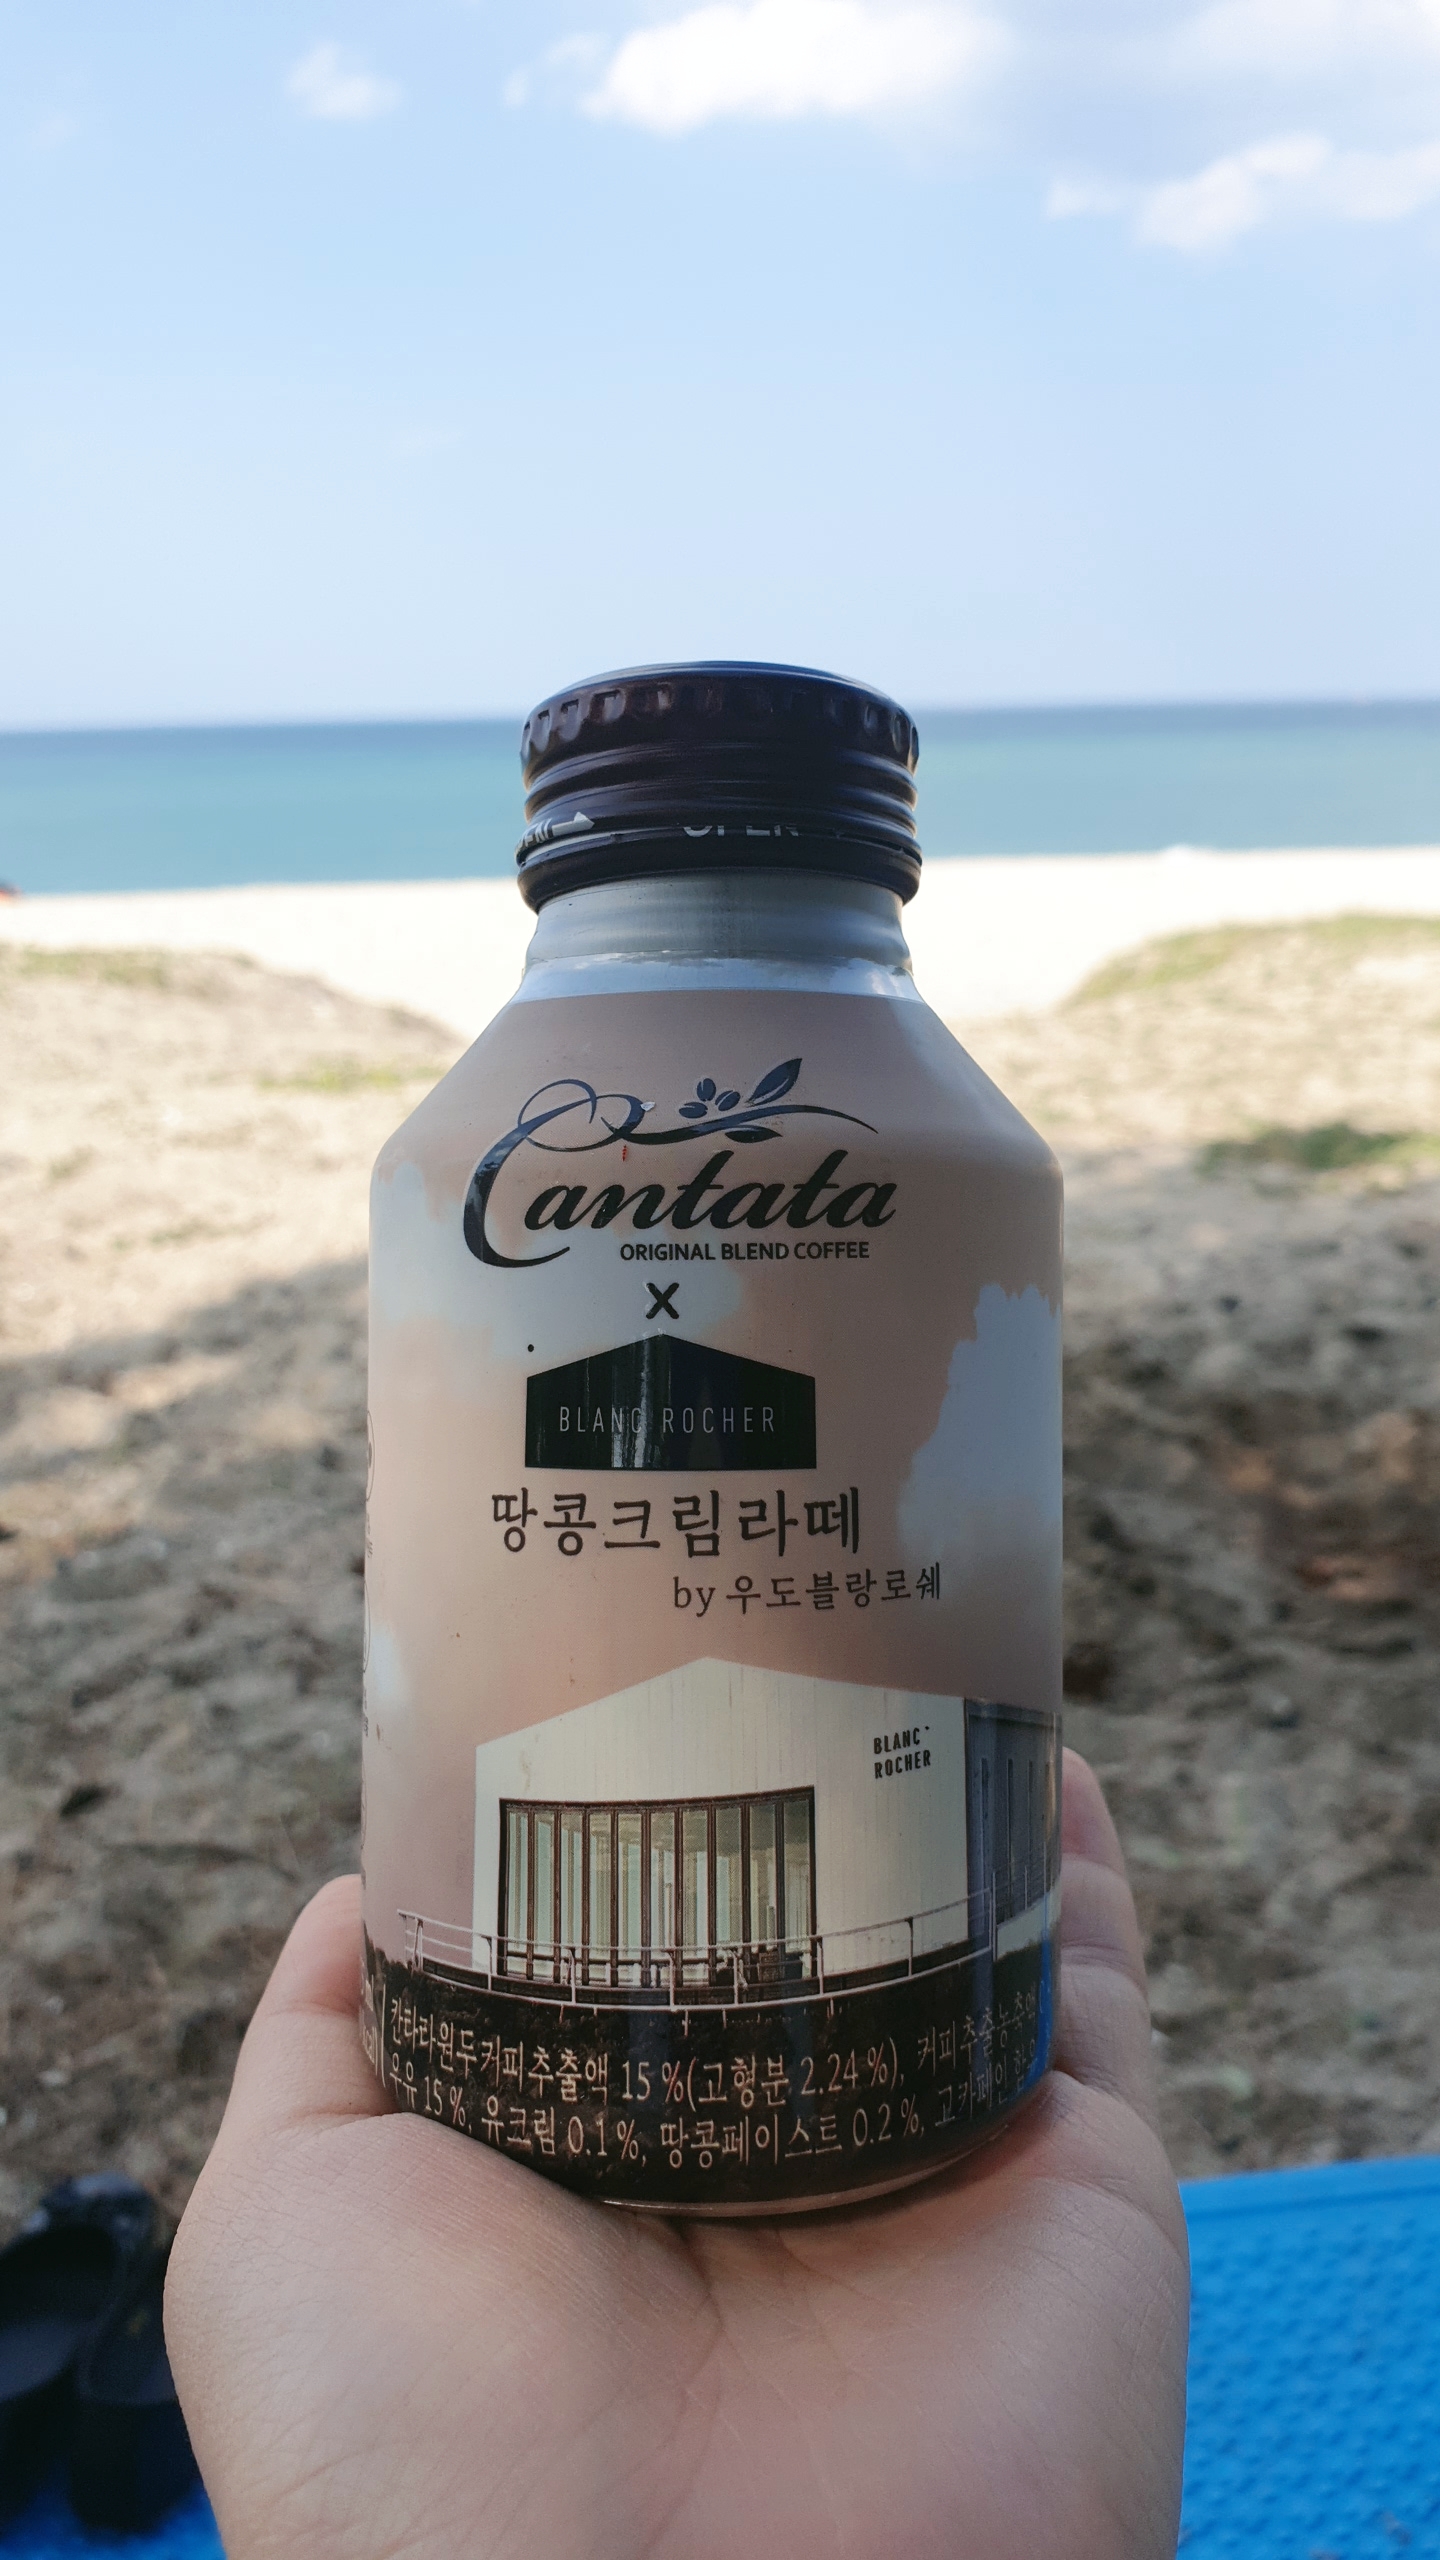 OPEN
Cantata
ORIGINAL BLEND COFFEE
X
BLANC ROCHER
땅콩크림라떼
by 우도블랑로쉐
BLANC
ROCHER
칸타타원두커피추출액 15 %(고형분 2.24 %), 커피추출농축액
우유 15 %, 유크림 0.1 %, 땅콩페이스트 0.2 %, 고카페인 함유